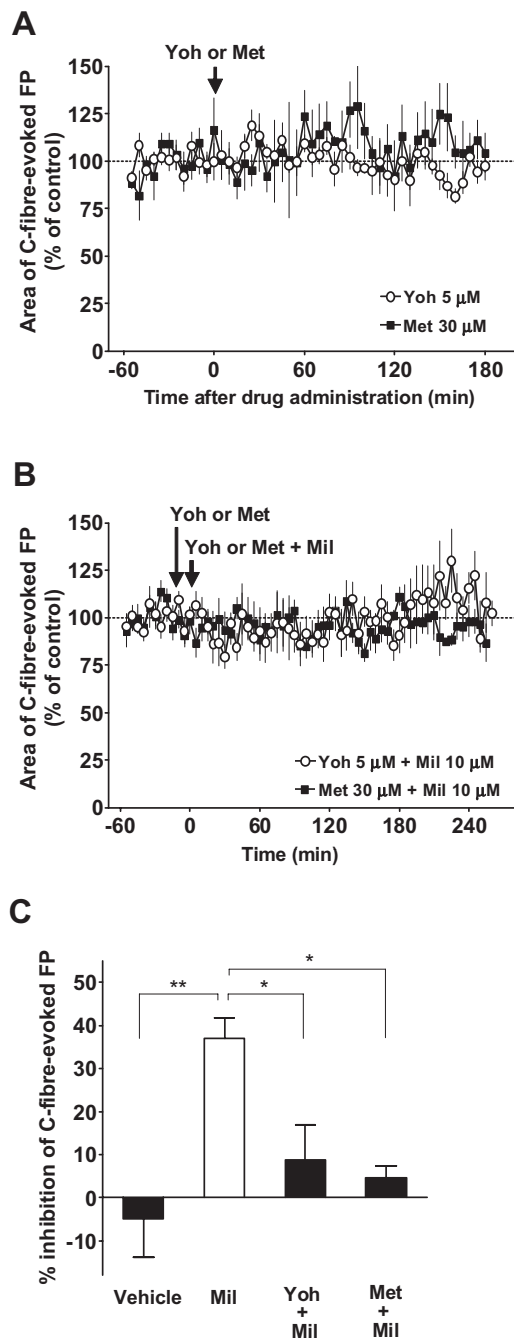 A
Yoh or Met
Area of C-fibre-evoked FP
(% of control)
150
125
100
75
50
25
0
Yoh 5 µM
Met 30 µM
-60 0 60 120 180
Time after drug administration (min)
B
Yoh or Met
Yoh or Met + Mil
Area of C-fibre-evoked FP
(% of control)
150
125
100
75
50
25
0
Yoh 5 µM + Mil 10 µM
Met 30 µM + Mil 10 µM
-60 0 60 120 180 240
Time (min)
C
% inhibition of C-fibre-evoked FP
50
40
30
20
10
0
-10
** * *
Vehicle Mil Yoh + Mil Met + Mil